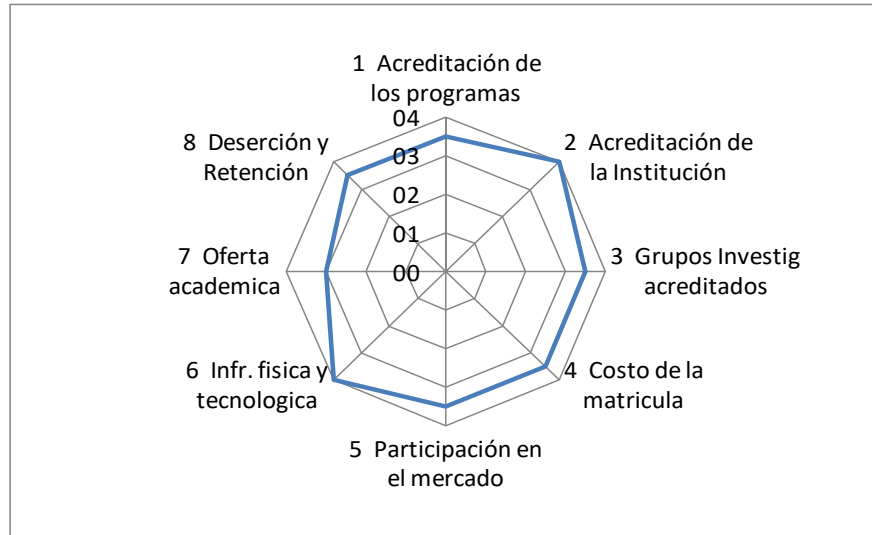 1 Acreditación de
los programas
2 Acreditación de
la Institución
3 Grupos Investig
acreditados
4 Costo de la
matricula
5 Participación en
el mercado
6 Infr. fisica y
tecnologica
7 Oferta
academica
8 Deserción y
Retención
04
03
02
01
00